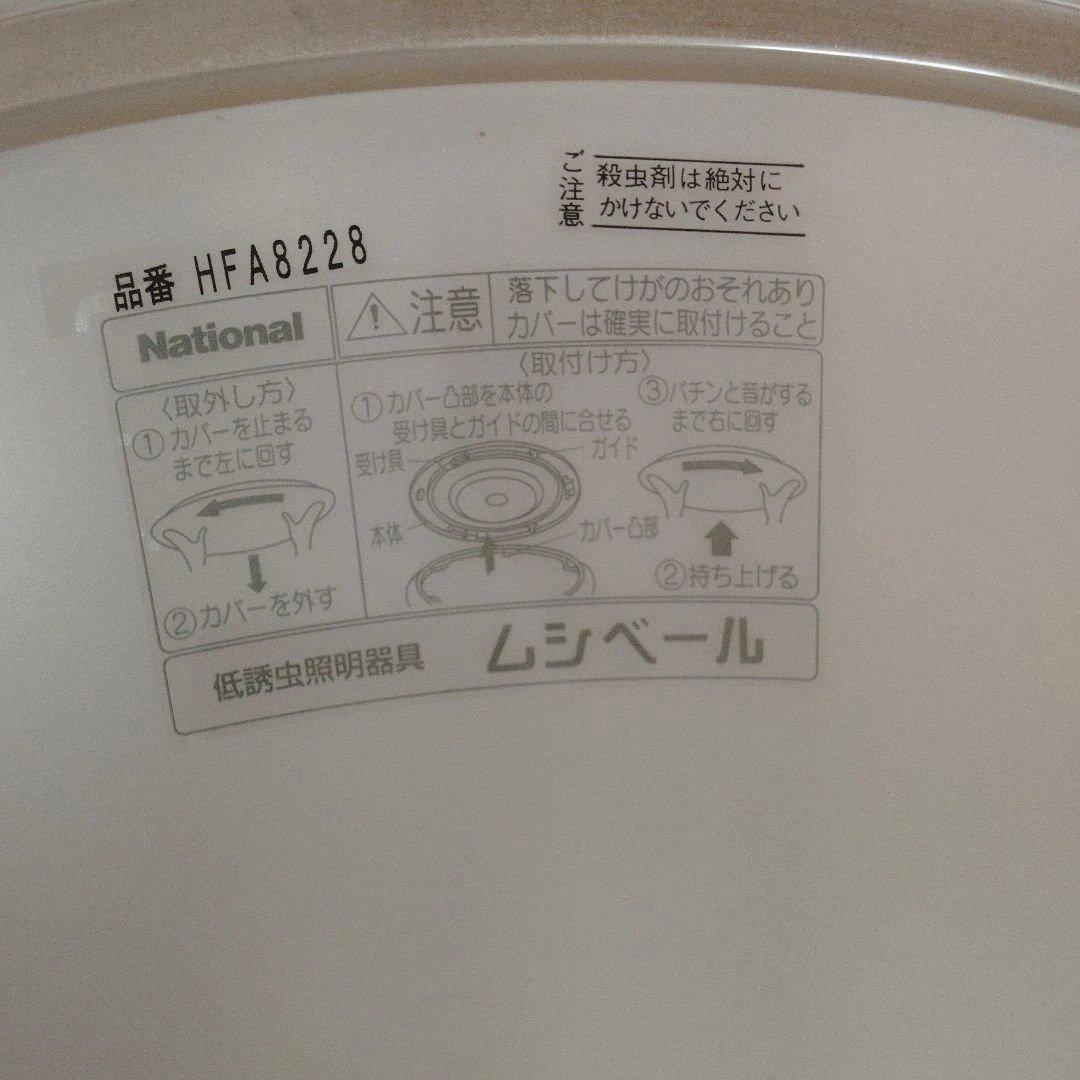 ご注意
殺虫剤は絶対に
かけないでください
品番 HFA8228
National
注意
落下してけがのおそれあり
カバーは確実に取付けること
〈取外し方〉
①カバーを止まる
まで左に回す
②カバーを外す
〈取付け方〉
①カバー凸部を本体の
受け具とガイドの間に合せる
受け具
ガイド
本体
カバー凸部
③パチンと音がする
まで右に回す
②持ち上げる
低誘虫照明器具 ムシベール